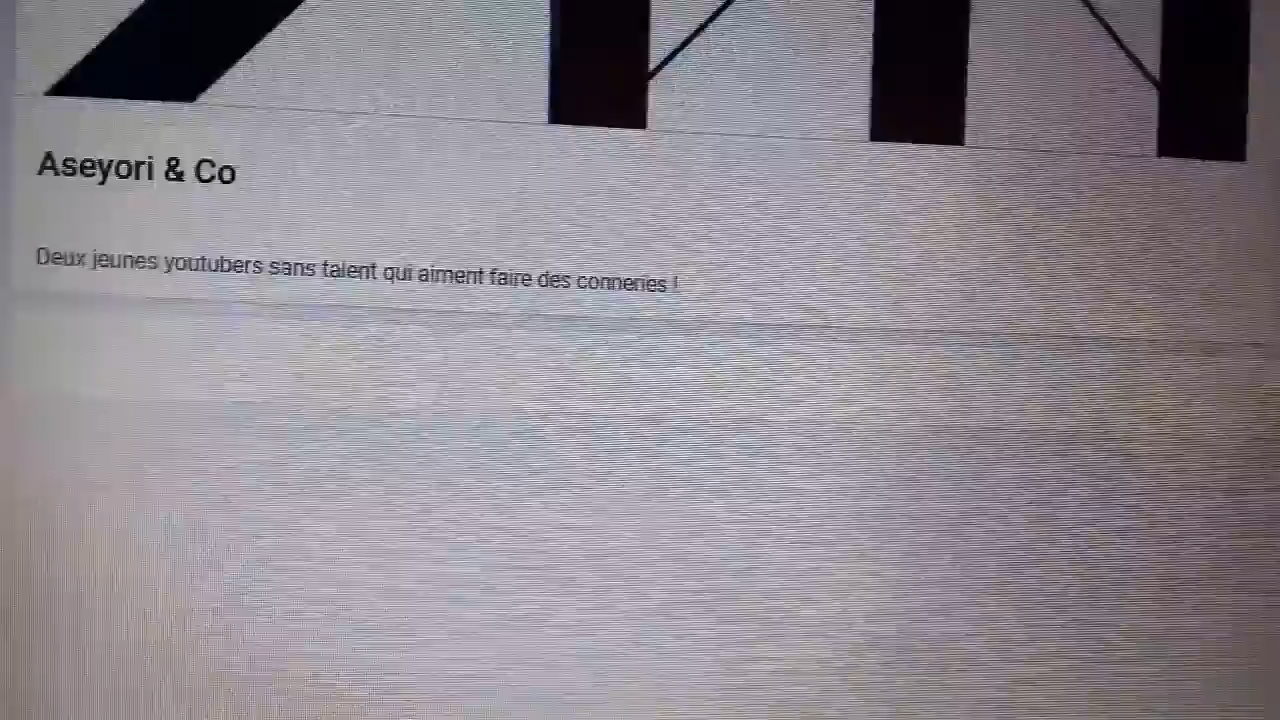 Aseyori & Co
Deux jeunes youtubers sans talent qui aiment faire des conneries !